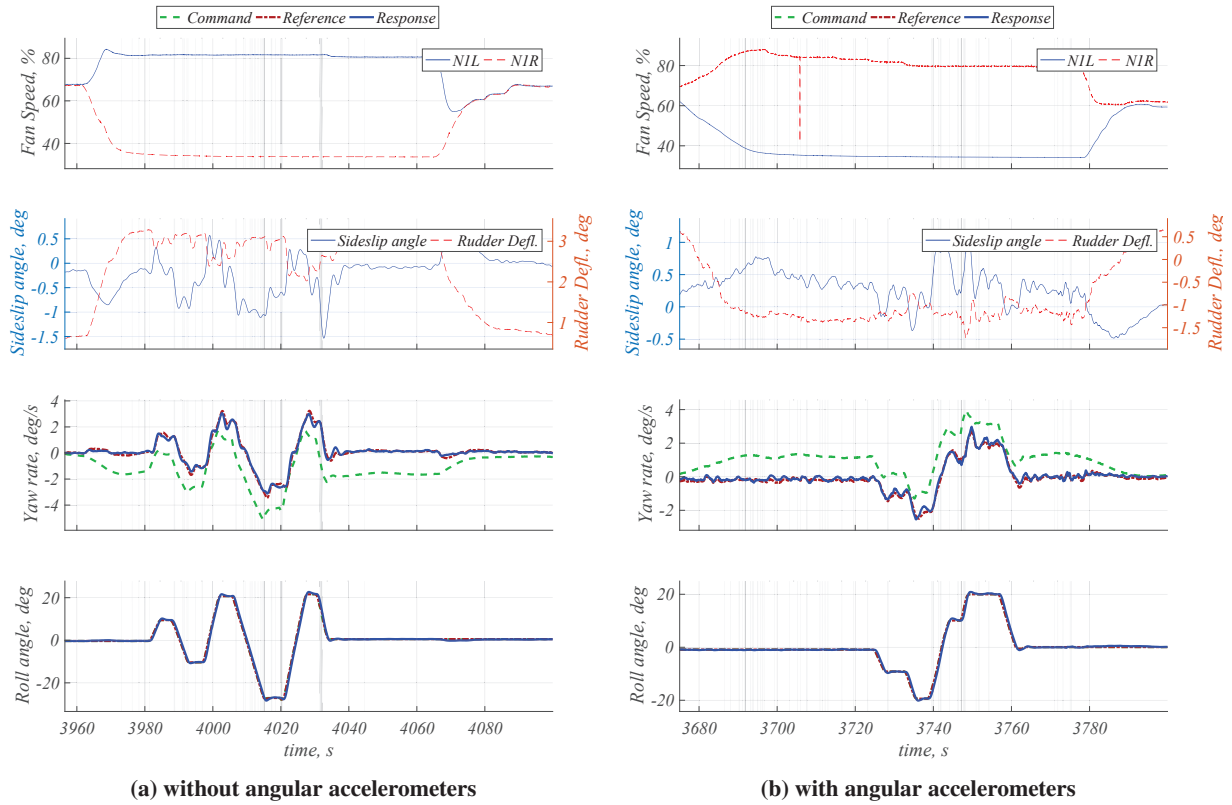 Command Reference Response
Fan Speed, %
80
60
40
N1L N1R
Sideslip angle, deg
0.5
0
-0.5
-1
-1.5
Sideslip angle Rudder Defl.
3
2
1
Rudder Defl., deg
Yaw rate, deg/s
4
2
0
-2
-4
Roll angle, deg
20
0
-20
3960 3980 4000 4020 4040 4060 4080
time, s
(a) without angular accelerometers
Command Reference Response
Fan Speed, %
80
60
40
N1L N1R
Sideslip angle, deg
1
0.5
0
-0.5
Sideslip angle Rudder Defl.
0.5
0
-0.5
-1
-1.5
Rudder Defl., deg
Yaw rate, deg/s
4
2
0
-2
Roll angle, deg
20
0
-20
3680 3700 3720 3740 3760 3780
time, s
(b) with angular accelerometers